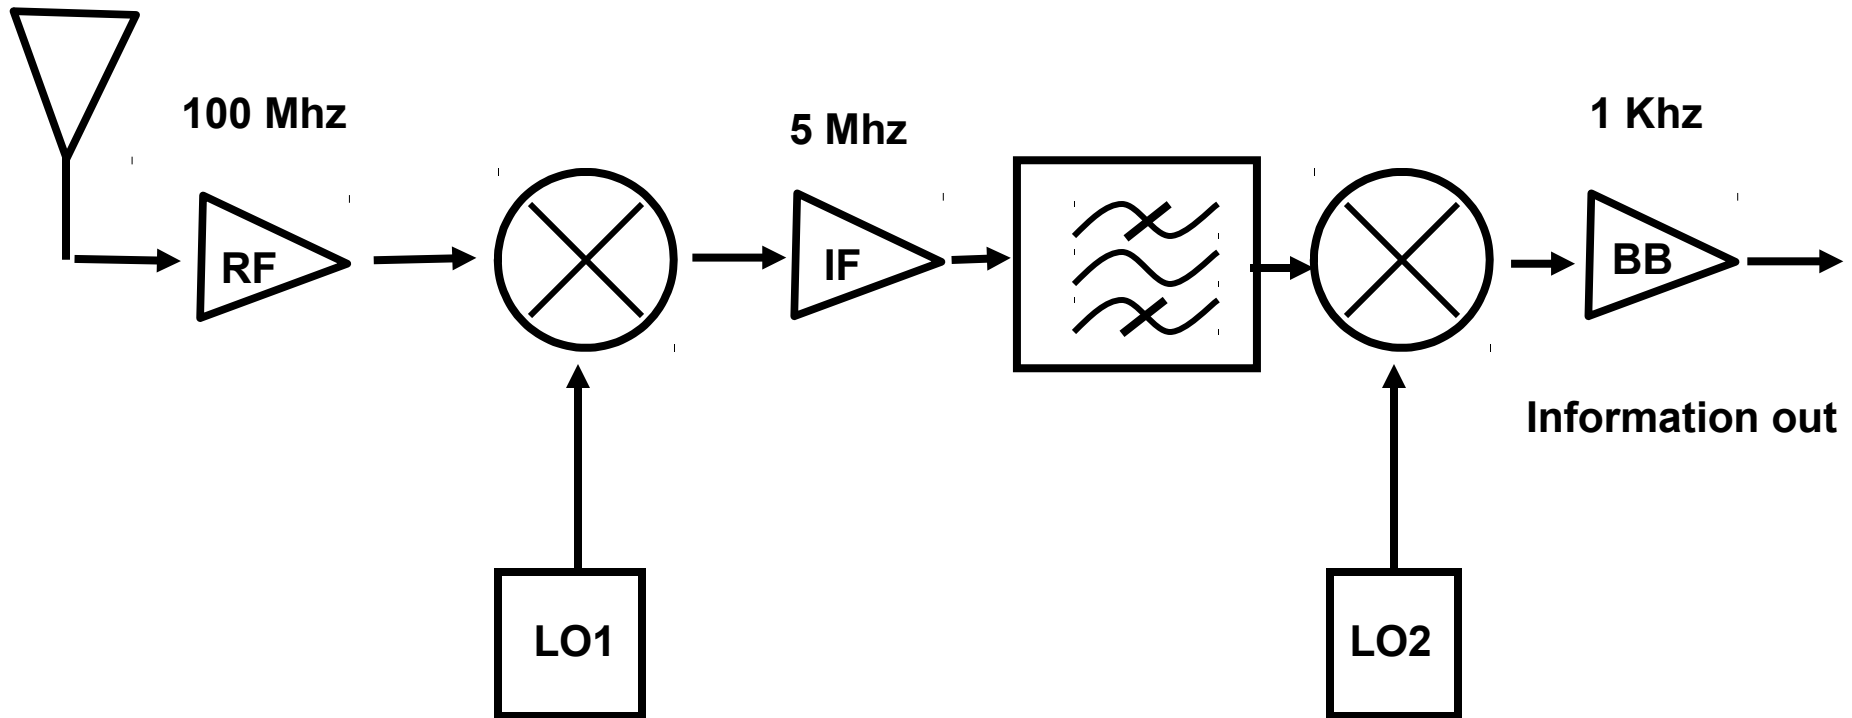 100 Mhz
5 Mhz
1 Khz
RF
IF
BB
Information out
LO1
LO2